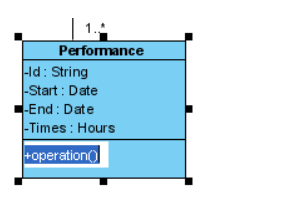 1..*
Performance
-Id : String
-Start : Date
-End : Date
-Times : Hours
+operation()